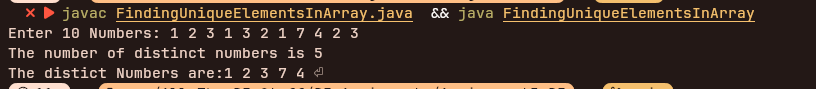 × ▶ javac FindingUniqueElementsInArray.java && java FindingUniqueElementsInArray
Enter 10 Numbers: 1 2 3 1 3 2 1 7 4 2 3
The number of distinct numbers is 5
The distict Numbers are:1 2 3 7 4 ⏎